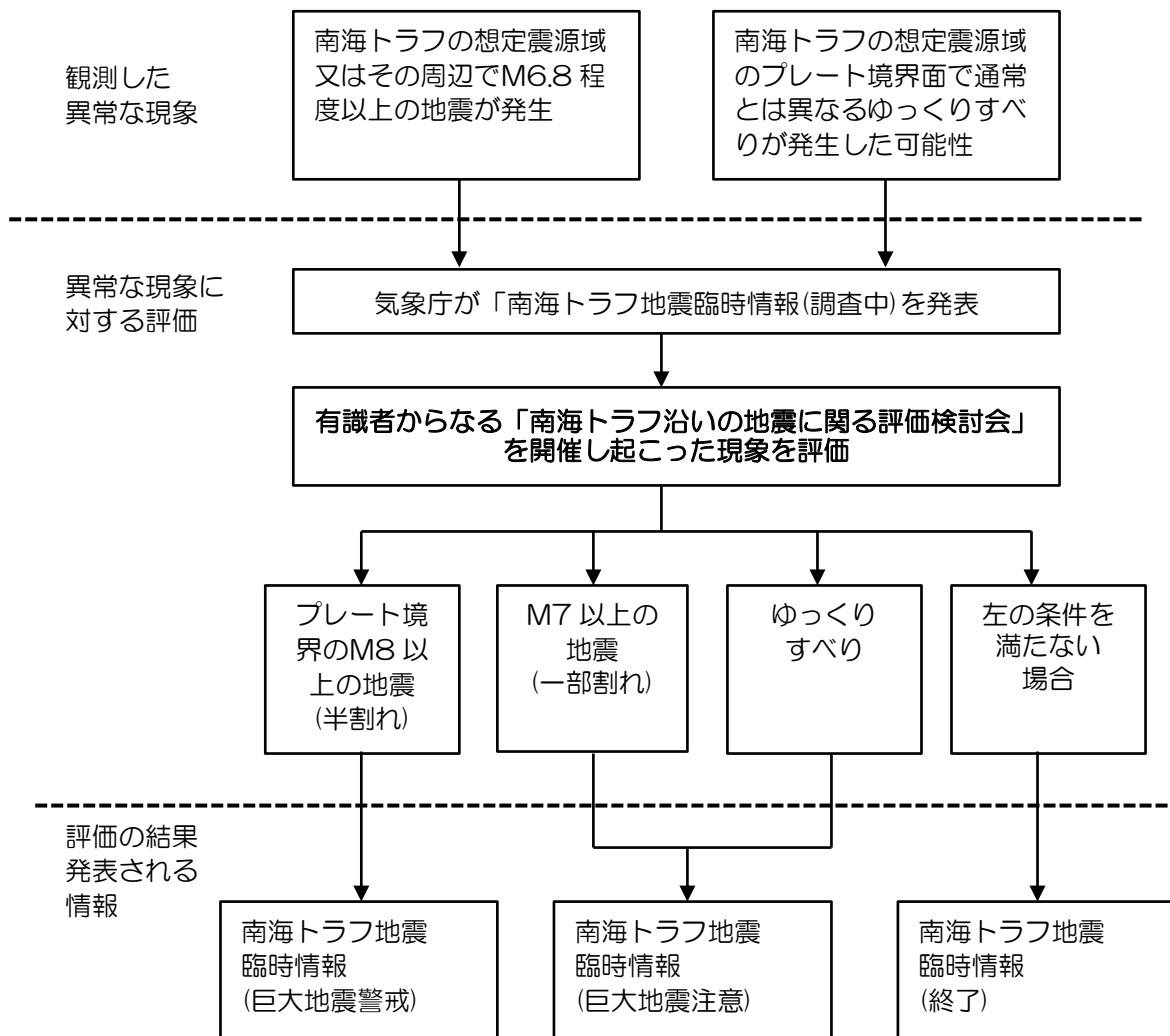 観測した
異常な現象
南海トラフの想定震源域
又はその周辺でM6.8 程
度以上の地震が発生
南海トラフの想定震源域
のプレート境界面で通常
とは異なるゆっくりすべ
りが発生した可能性
異常な現象に
対する評価
気象庁が「南海トラフ地震臨時情報(調査中)を発表
有識者からなる「南海トラフ沿いの地震に関る評価検討会」
を開催し起こった現象を評価
プレート境
界のM8 以
上の地震
(半割れ)
M7 以上の
地震
(一部割れ)
ゆっくり
すべり
左の条件を
満たない
場合
評価の結果
発表される
情報
南海トラフ地震
臨時情報
(巨大地震警戒)
南海トラフ地震
臨時情報
(巨大地震注意)
南海トラフ地震
臨時情報
(終了)